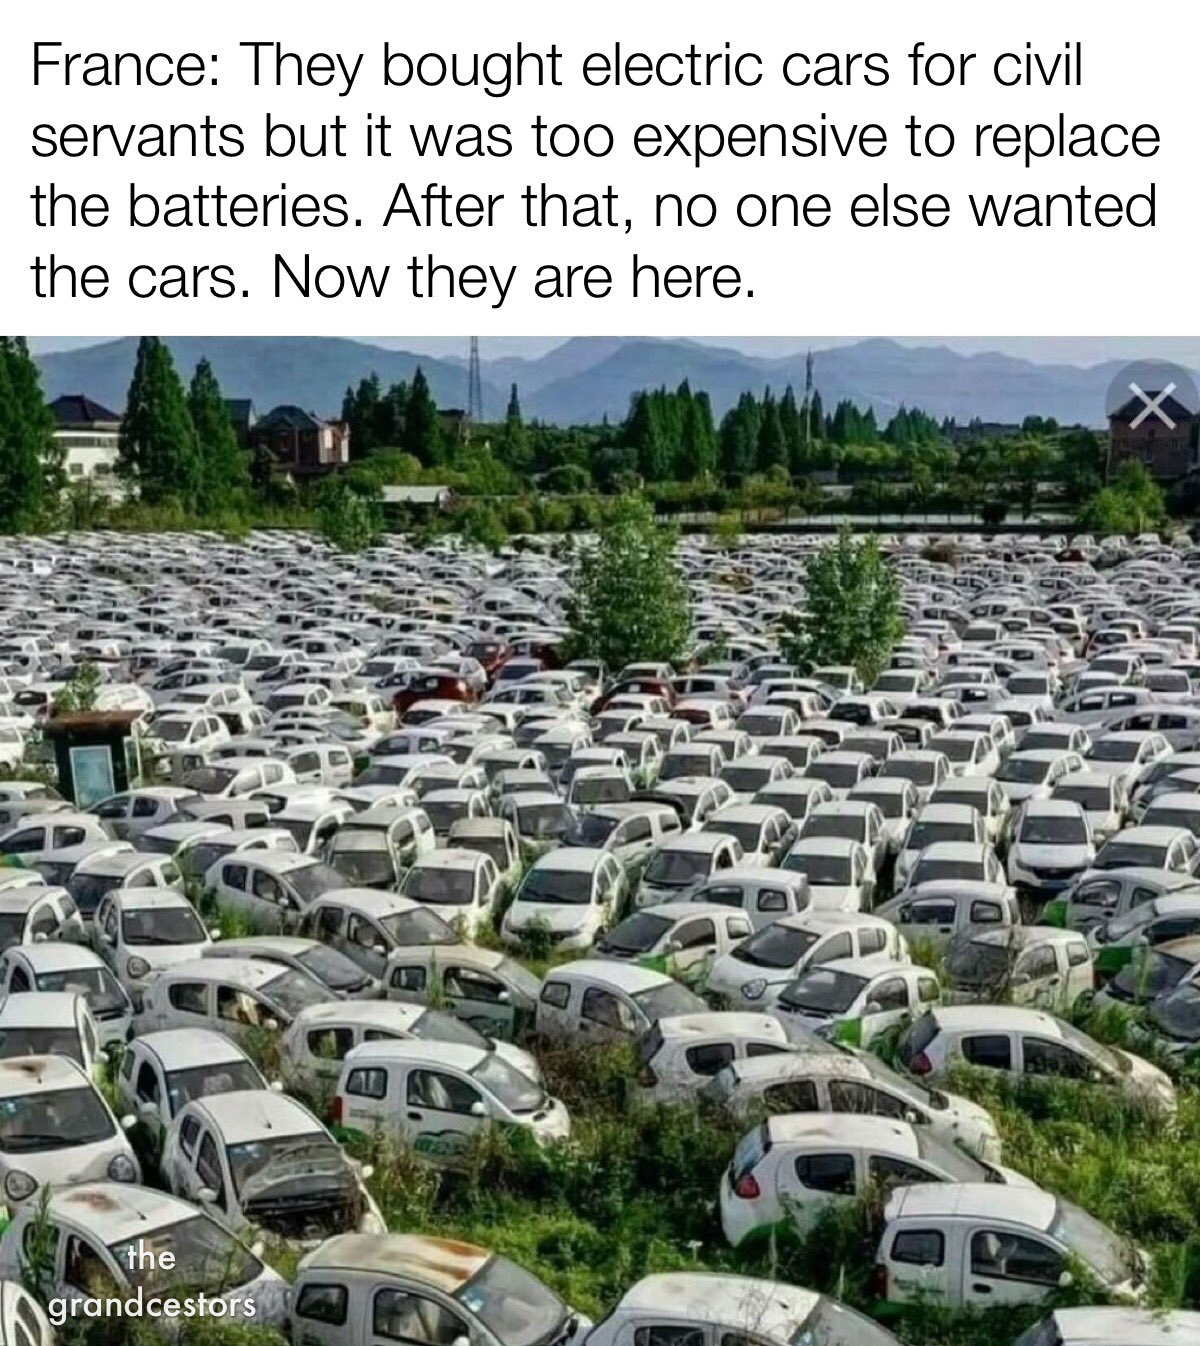 France: They bought electric cars for civil
servants but it was too expensive to replace
the batteries. After that, no one else wanted
the cars. Now they are here.
the
grandcestors